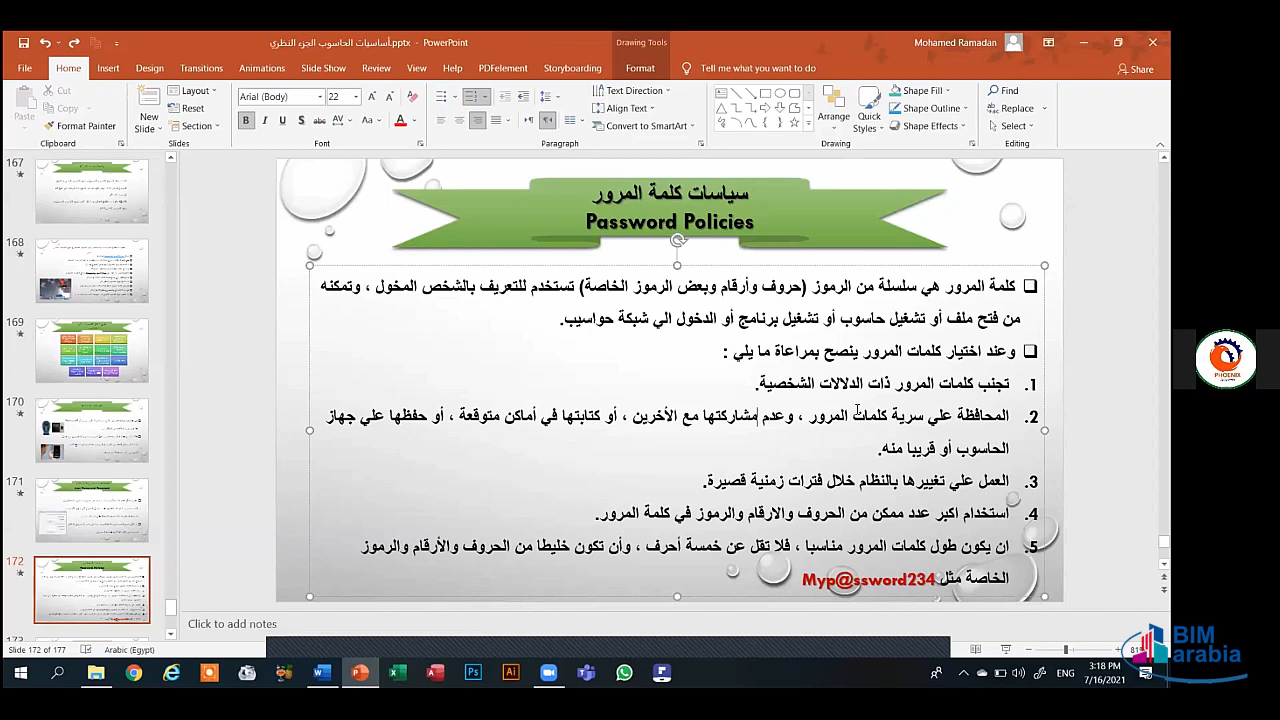 أساسيات الحاسوب الجزء النظري.pptx - PowerPoint
Drawing Tools
Mohamed Ramadan
File Home Insert Design Transitions Animations Slide Show Review View Help PDFelement Storyboarding Format Tell me what you want to do
Share
Paste
Cut
Copy
Format Painter
New Slide
Layout
Reset
Section
Arial (Body) 22
Text Direction
Align Text
Convert to SmartArt
Arrange
Quick Styles
Shape Fill
Shape Outline
Shape Effects
Find
Replace
Select
Clipboard Slides Font Paragraph Drawing Editing
167
168
169
170
171
172
سياسات كلمة المرور
Password Policies
كلمة المرور هي سلسلة من الرموز (حروف وأرقام وبعض الرموز الخاصة) تستخدم للتعريف بالشخص المخول ، وتمكنه
من فتح ملف أو تشغيل حاسوب أو تشغيل برنامج أو الدخول الي شبكة حواسيب.
وعند اختيار كلمات المرور ينصح بمراعاة ما يلي :
1. تجنب كلمات المرور ذات الدلالات الشخصية.
2. المحافظة علي سرية كلمات المرور ، وعدم مشاركتها مع الأخرين ، أو كتابتها في أماكن متوقعة ، أو حفظها علي جهاز
الحاسوب أو قريبا منه.
3. العمل علي تغييرها بالنظام خلال فترات زمنية قصيرة.
4. استخدام اكبر عدد ممكن من الحروف والارقام والرموز في كلمة المرور.
5. ان يكون طول كلمات المرور مناسبا ، فلا تقل عن خمسة أحرف ، وأن تكون خليطا من الحروف والأرقام والرموز
الخاصة مثل Myp@ssword234
Click to add notes
Slide 172 of 177 Arabic (Egypt)
ENG
3:18 PM
7/16/2021
PHOENIX
BIM
arabia